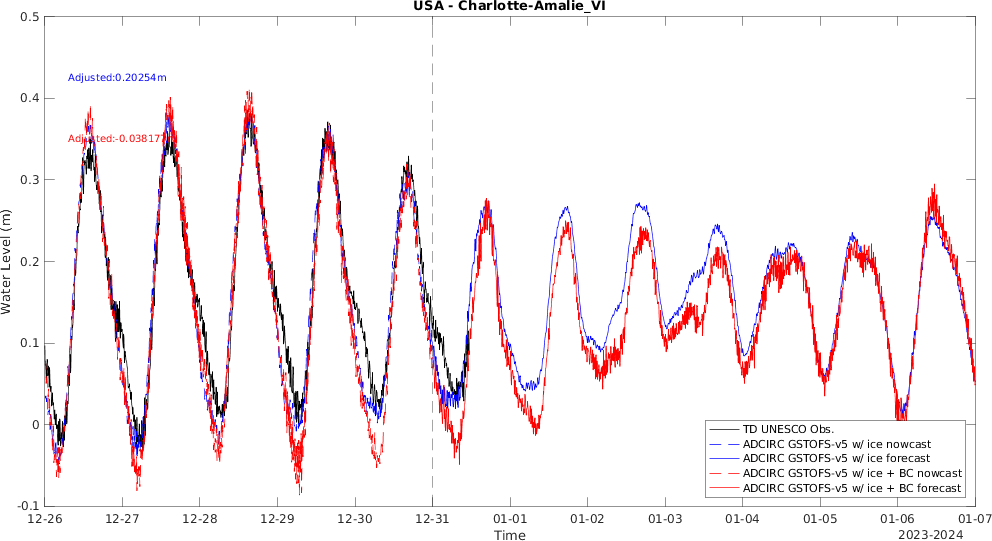 USA - Charlotte-Amalie_VI
0.5
Adjusted:0.20254m
0.4
Adjusted:-0.03817
0.3
Water Level (m)
0.2
0.1
0
-0.1
TD UNESCO Obs.
ADCIRC GSTOFS-v5 w/ ice nowcast
ADCIRC GSTOFS-v5 w/ ice forecast
ADCIRC GSTOFS-v5 w/ ice + BC nowcast
ADCIRC GSTOFS-v5 w/ ice + BC forecast
12-26 12-27 12-28 12-29 12-30 12-31 01-01 01-02 01-03 01-04 01-05 01-06 01-07
Time
2023-2024